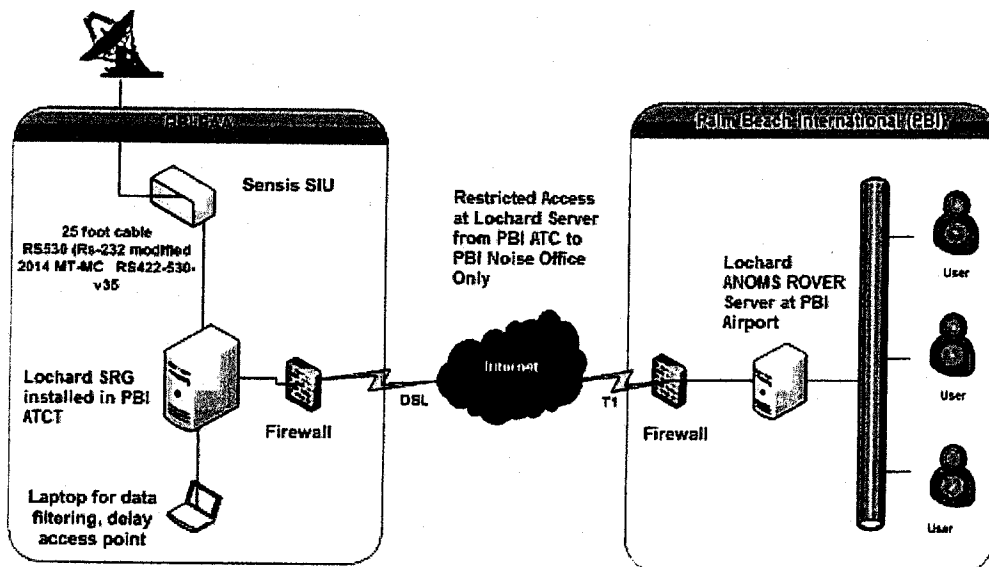 Palm Beach International (PBI)
Sensis SIU
25 foot cable
RS530 (Rs-232 modified
2014 MT-MC RS422-530-
v35
Lochard SRG
installed in PBI
ATCT
Firewall
Laptop for data
filtering, delay
access point
Restricted Access
at Lochard Server
from PBI ATC to
PBI Noise Office
Only
Internet
DSL
T1
Firewall
Lochard
ANOMS ROVER
Server at PBI
Airport
User
User
User